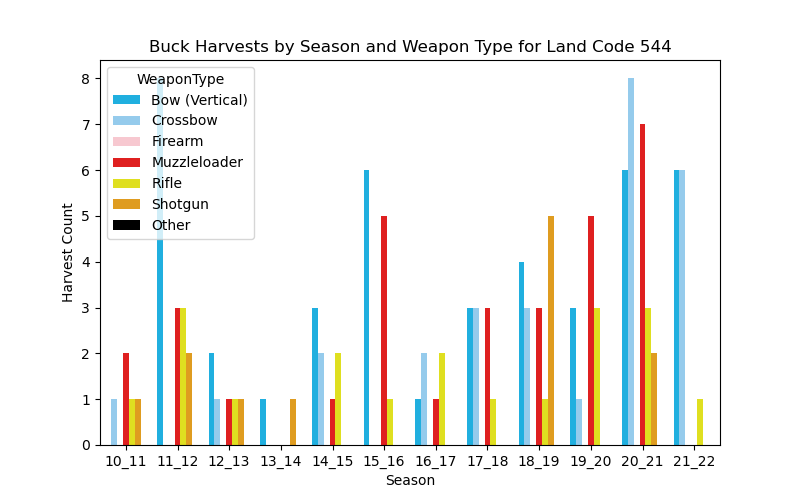 Buck Harvests by Season and Weapon Type for Land Code 544
WeaponType
Bow (Vertical)
Crossbow
Firearm
Muzzleloader
Rifle
Shotgun
Other
Harvest Count
8
7
6
5
4
3
2
1
0
10_11 11_12 12_13 13_14 14_15 15_16 16_17 17_18 18_19 19_20 20_21 21_22
Season